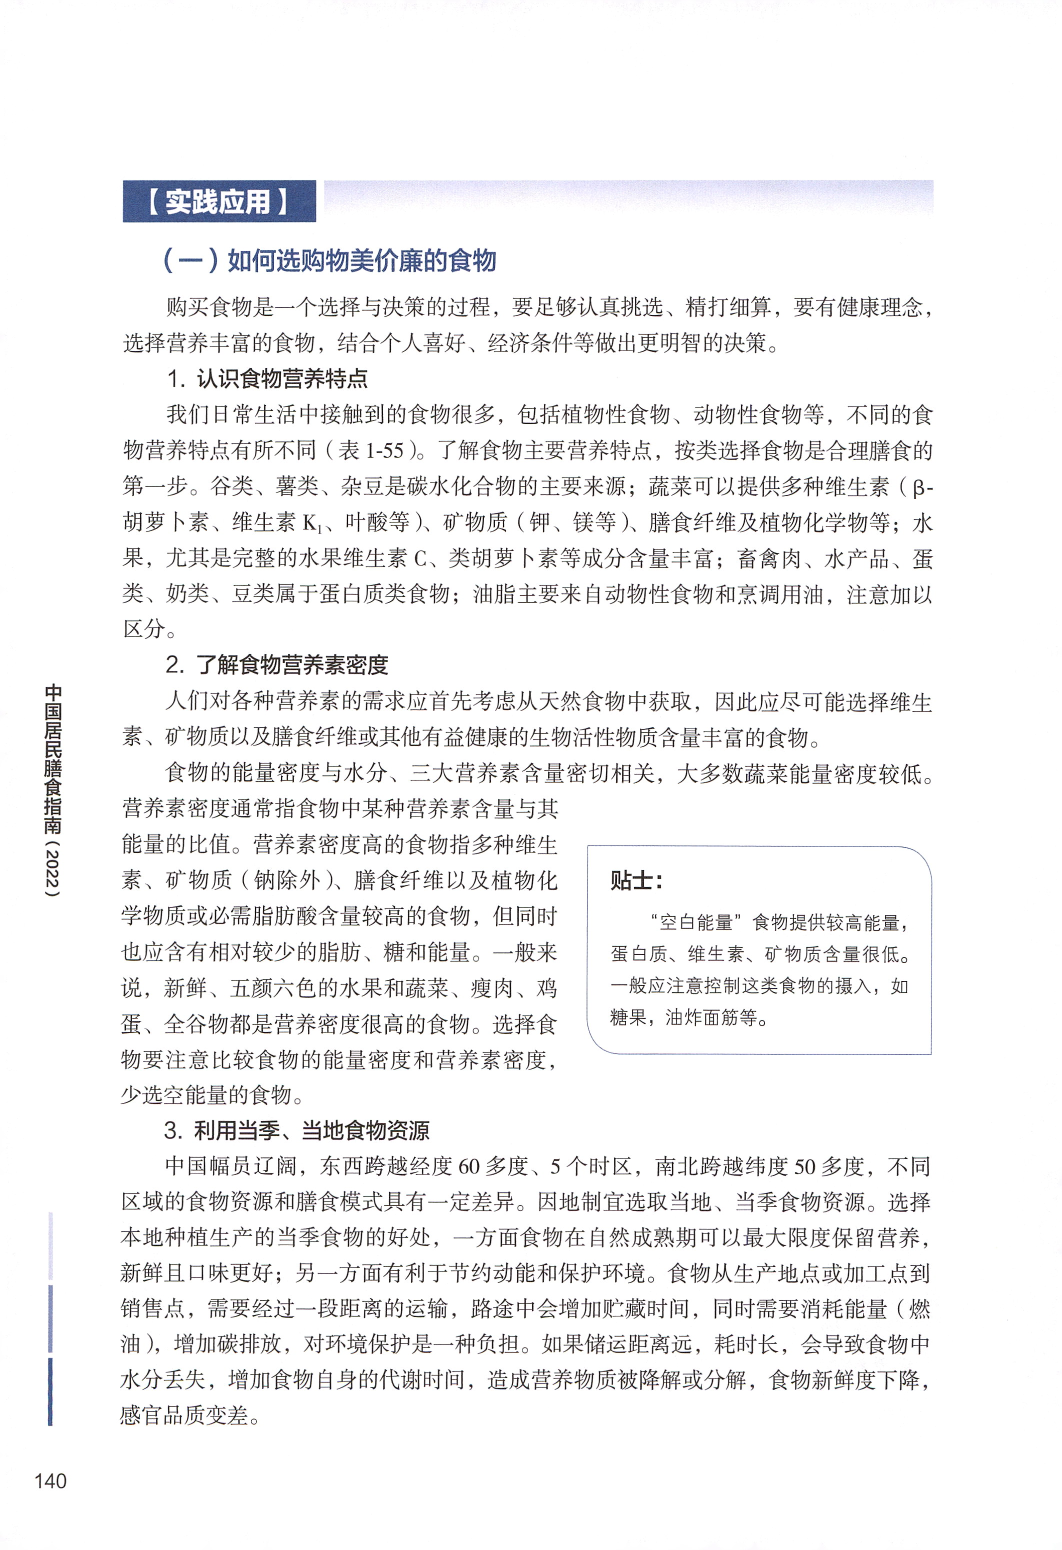 【实践应用】
（一）如何选购物美价廉的食物
购买食物是一个选择与决策的过程，要足够认真挑选、精打细算，要有健康理念，
选择营养丰富的食物，结合个人喜好、经济条件等做出更明智的决策。
1. 认识食物营养特点
我们日常生活中接触到的食物很多，包括植物性食物、动物性食物等，不同的食
物营养特点有所不同（表 1-55）。了解食物主要营养特点，按类选择食物是合理膳食的
第一步。谷类、薯类、杂豆是碳水化合物的主要来源；蔬菜可以提供多种维生素（β-
胡萝卜素、维生素 K₁、叶酸等）、矿物质（钾、镁等）、膳食纤维及植物化学物等；水
果，尤其是完整的水果维生素 C、类胡萝卜素等成分含量丰富；畜禽肉、水产品、蛋
类、奶类、豆类属于蛋白质类食物；油脂主要来自动物性食物和烹调用油，注意加以
区分。
2. 了解食物营养素密度
人们对各种营养素的需求应首先考虑从天然食物中获取，因此应尽可能选择维生
素、矿物质以及膳食纤维或其他有益健康的生物活性物质含量丰富的食物。
食物的能量密度与水分、三大营养素含量密切相关，大多数蔬菜能量密度较低。
营养素密度通常指食物中某种营养素含量与其
能量的比值。营养素密度高的食物指多种维生
素、矿物质（钠除外）、膳食纤维以及植物化
学物质或必需脂肪酸含量较高的食物，但同时
也应含有相对较少的脂肪、糖和能量。一般来
说，新鲜、五颜六色的水果和蔬菜、瘦肉、鸡
蛋、全谷物都是营养密度很高的食物。选择食
物要注意比较食物的能量密度和营养素密度，
少选空能量的食物。
贴士：
“空白能量”食物提供较高能量，
蛋白质、维生素、矿物质含量很低。
一般应注意控制这类食物的摄入，如
糖果，油炸面筋等。
3. 利用当季、当地食物资源
中国幅员辽阔，东西跨越经度 60 多度、5 个时区，南北跨越纬度 50 多度，不同
区域的食物资源和膳食模式具有一定差异。因地制宜选取当地、当季食物资源。选择
本地种植生产的当季食物的好处，一方面食物在自然成熟期可以最大限度保留营养，
新鲜且口味更好；另一方面有利于节约动能和保护环境。食物从生产地点或加工点到
销售点，需要经过一段距离的运输，路途中会增加贮藏时间，同时需要消耗能量（燃
油），增加碳排放，对环境保护是一种负担。如果储运距离远，耗时长，会导致食物中
水分丢失，增加食物自身的代谢时间，造成营养物质被降解或分解，食物新鲜度下降，
感官品质变差。
中国居民膳食指南（2022）
140